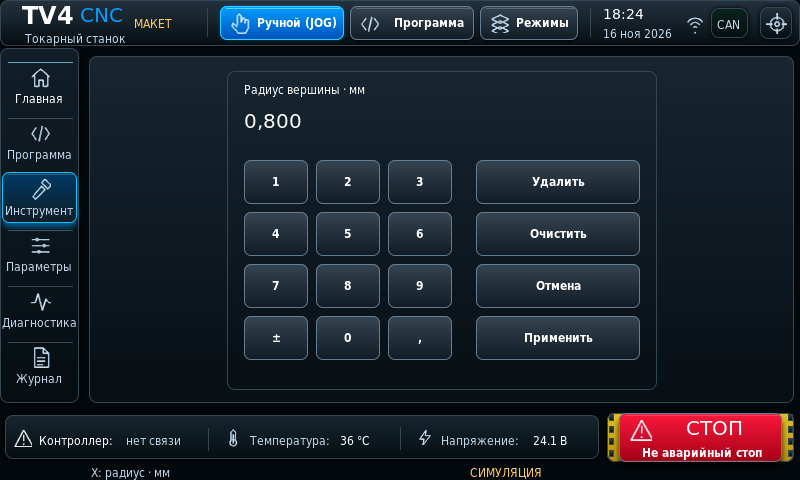 TV4 CNC МАКЕТ
Токарный станок
Ручной (JOG)
Программа
Режимы
18:24
16 ноя 2026
CAN
Главная
Программа
Инструмент
Параметры
Диагностика
Журнал
Радиус вершины · мм
0,800
1 2 3 Удалить
4 5 6 Очистить
7 8 9 Отмена
± 0 , Применить
Контроллер: нет связи
Температура: 36 °C
Напряжение: 24.1 В
СТОП
Не аварийный стоп
X: радиус · мм
СИМУЛЯЦИЯ